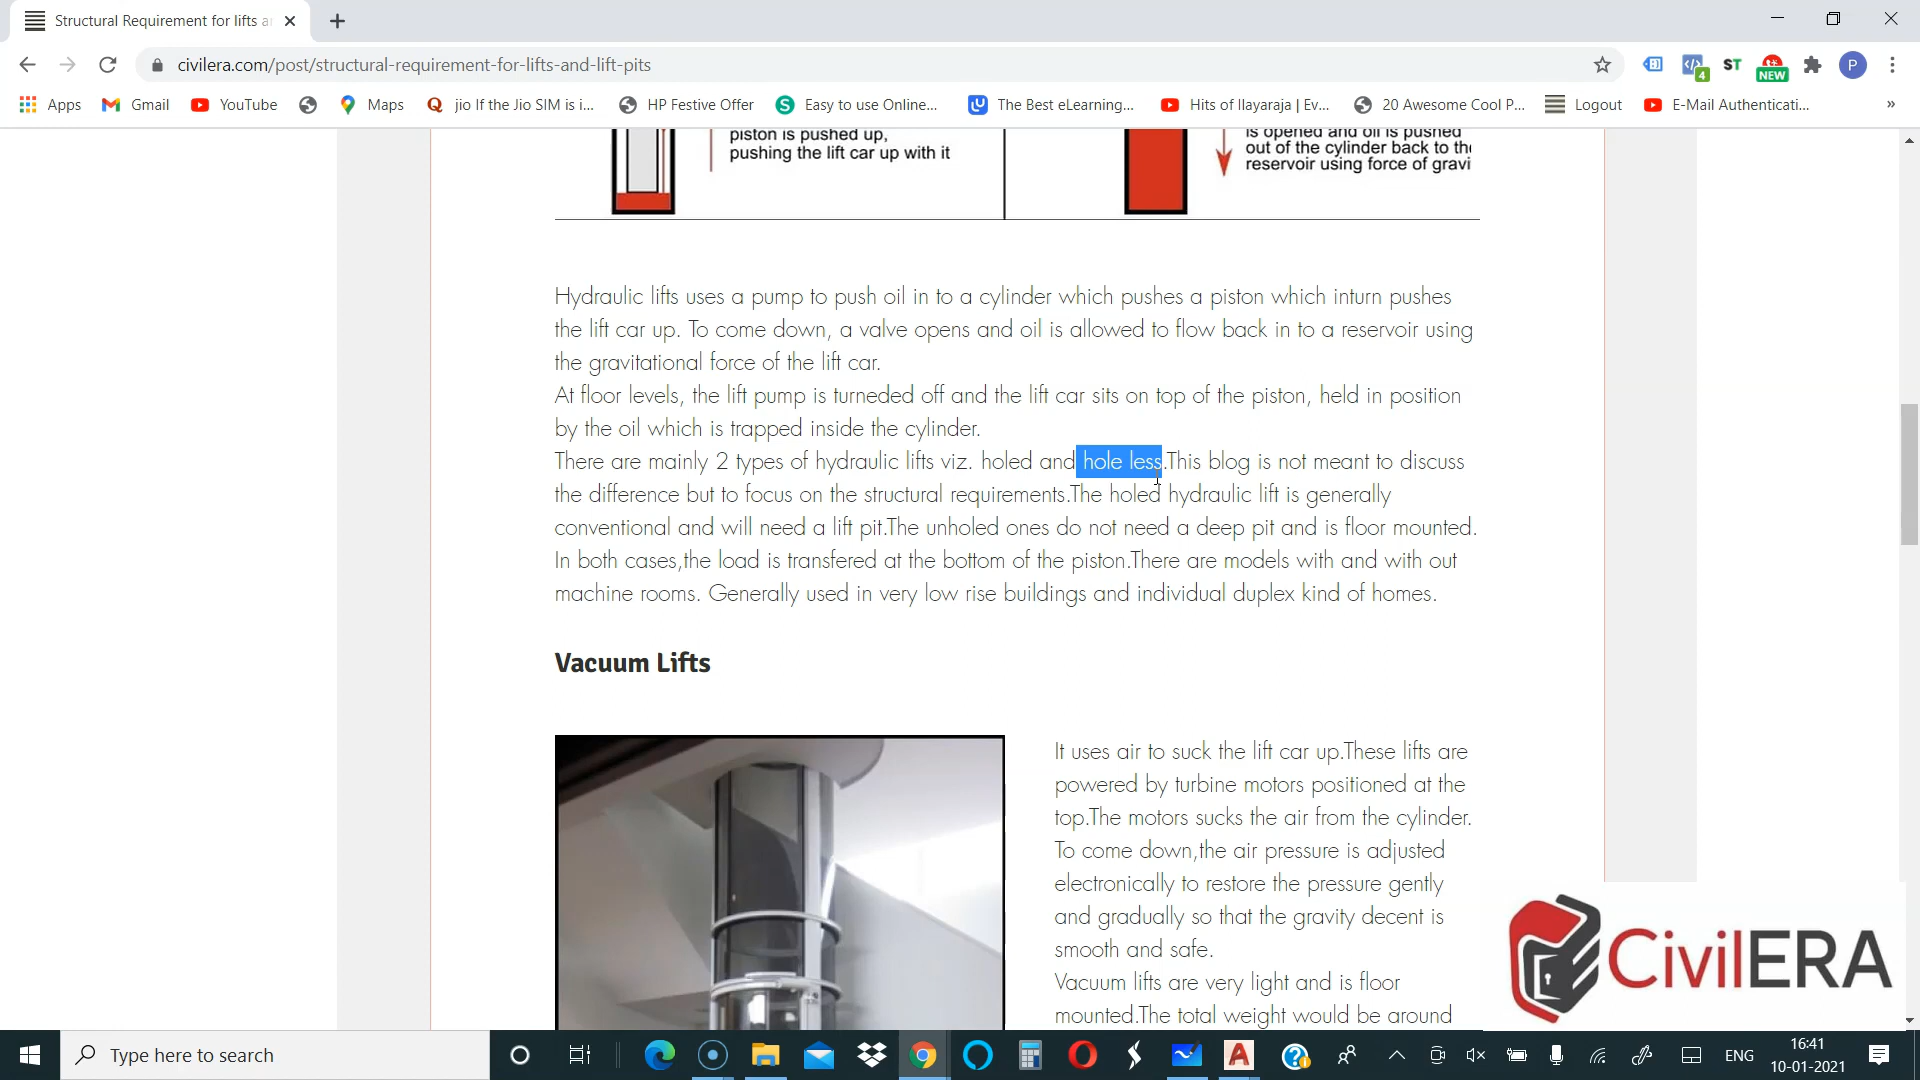 Structural Requirement for lifts a
civilera.com/post/structural-requirement-for-lifts-and-lift-pits
4
ST
NEW
P
Apps
Gmail
YouTube
Maps
jio If the Jio SIM is i...
HP Festive Offer
Easy to use Online...
The Best eLearning...
Hits of Ilayaraja | Ev...
20 Awesome Cool P...
Logout
E-Mail Authenticati...
»
piston is pushed up,
pushing the lift car up with it
is opened and oil is pushed
out of the cylinder back to th
reservoir using force of gravi
Hydraulic lifts uses a pump to push oil in to a cylinder which pushes a piston which inturn pushes
the lift car up. To come down, a valve opens and oil is allowed to flow back in to a reservoir using
the gravitational force of the lift car.
At floor levels, the lift pump is turneded off and the lift car sits on top of the piston, held in position
by the oil which is trapped inside the cylinder.
There are mainly 2 types of hydraulic lifts viz. holed and hole less.This blog is not meant to discuss
the difference but to focus on the structural requirements.The holed hydraulic lift is generally
conventional and will need a lift pit.The unholed ones do not need a deep pit and is floor mounted.
In both cases,the load is transfered at the bottom of the piston.There are models with and with out
machine rooms. Generally used in very low rise buildings and individual duplex kind of homes.
Vacuum Lifts
It uses air to suck the lift car up.These lifts are
powered by turbine motors positioned at the
top.The motors sucks the air from the cylinder.
To come down,the air pressure is adjusted
electronically to restore the pressure gently
and gradually so that the gravity decent is
smooth and safe.
Vacuum lifts are very light and is floor
mounted.The total weight would be around
CivilERA
Type here to search
ENG
16:41
10-01-2021